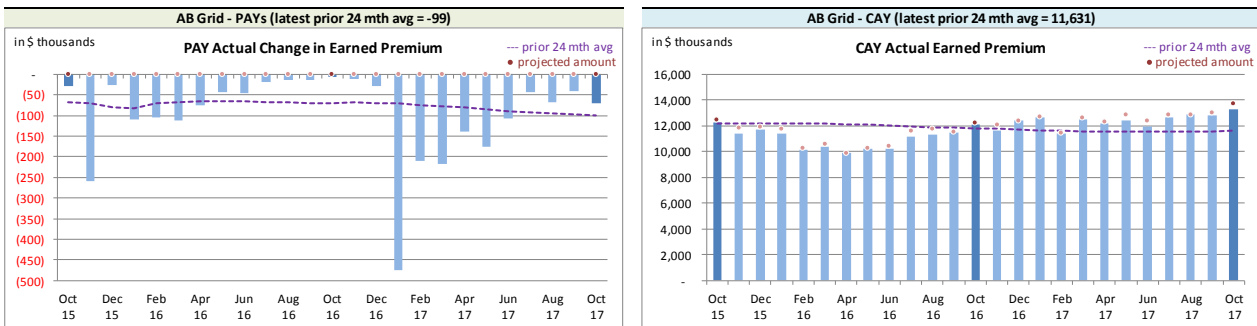 AB Grid - PAYs (latest prior 24 mth avg = -99)
in $ thousands
PAY Actual Change in Earned Premium
--- prior 24 mth avg
● projected amount
-
(50)
(100)
(150)
(200)
(250)
(300)
(350)
(400)
(450)
(500)
Oct Dec Feb Apr Jun Aug Oct Dec Feb Apr Jun Aug Oct
15 15 16 16 16 16 16 16 17 17 17 17 17
AB Grid - CAY (latest prior 24 mth avg = 11,631)
in $ thousands
CAY Actual Earned Premium
--- prior 24 mth avg
● projected amount
16,000
14,000
12,000
10,000
8,000
6,000
4,000
2,000
-
Oct Dec Feb Apr Jun Aug Oct Dec Feb Apr Jun Aug Oct
15 15 16 16 16 16 16 16 17 17 17 17 17